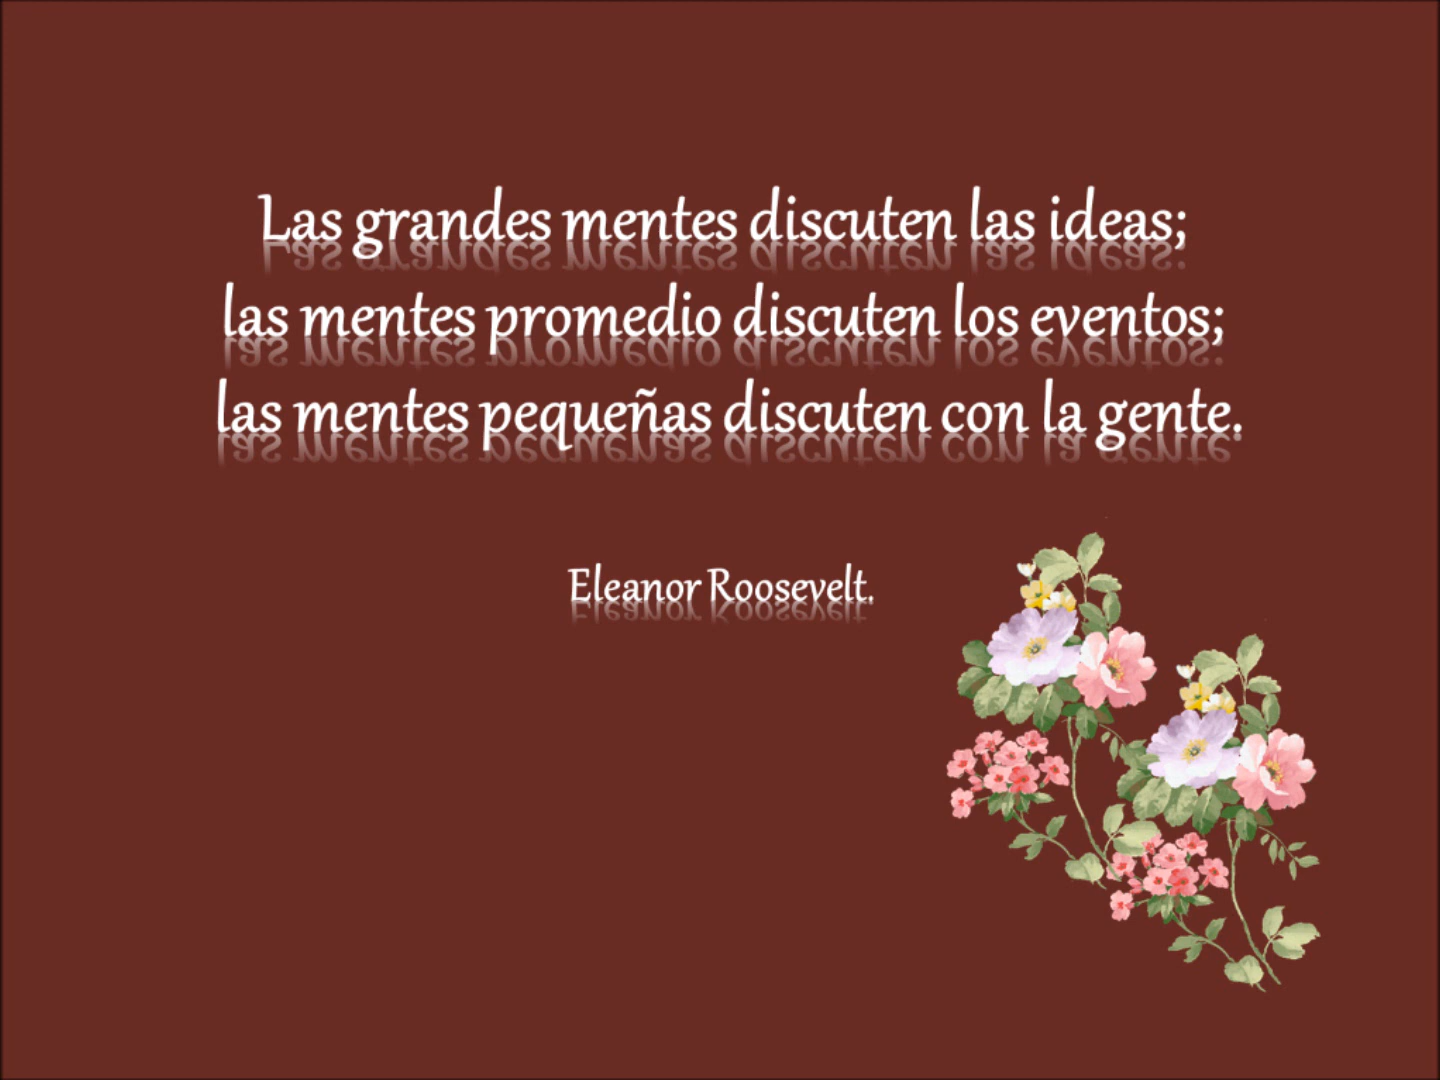 Las grandes mentes discuten las ideas;
las mentes promedio discuten los eventos;
las mentes pequeñas discuten con la gente.
Eleanor Roosevelt.